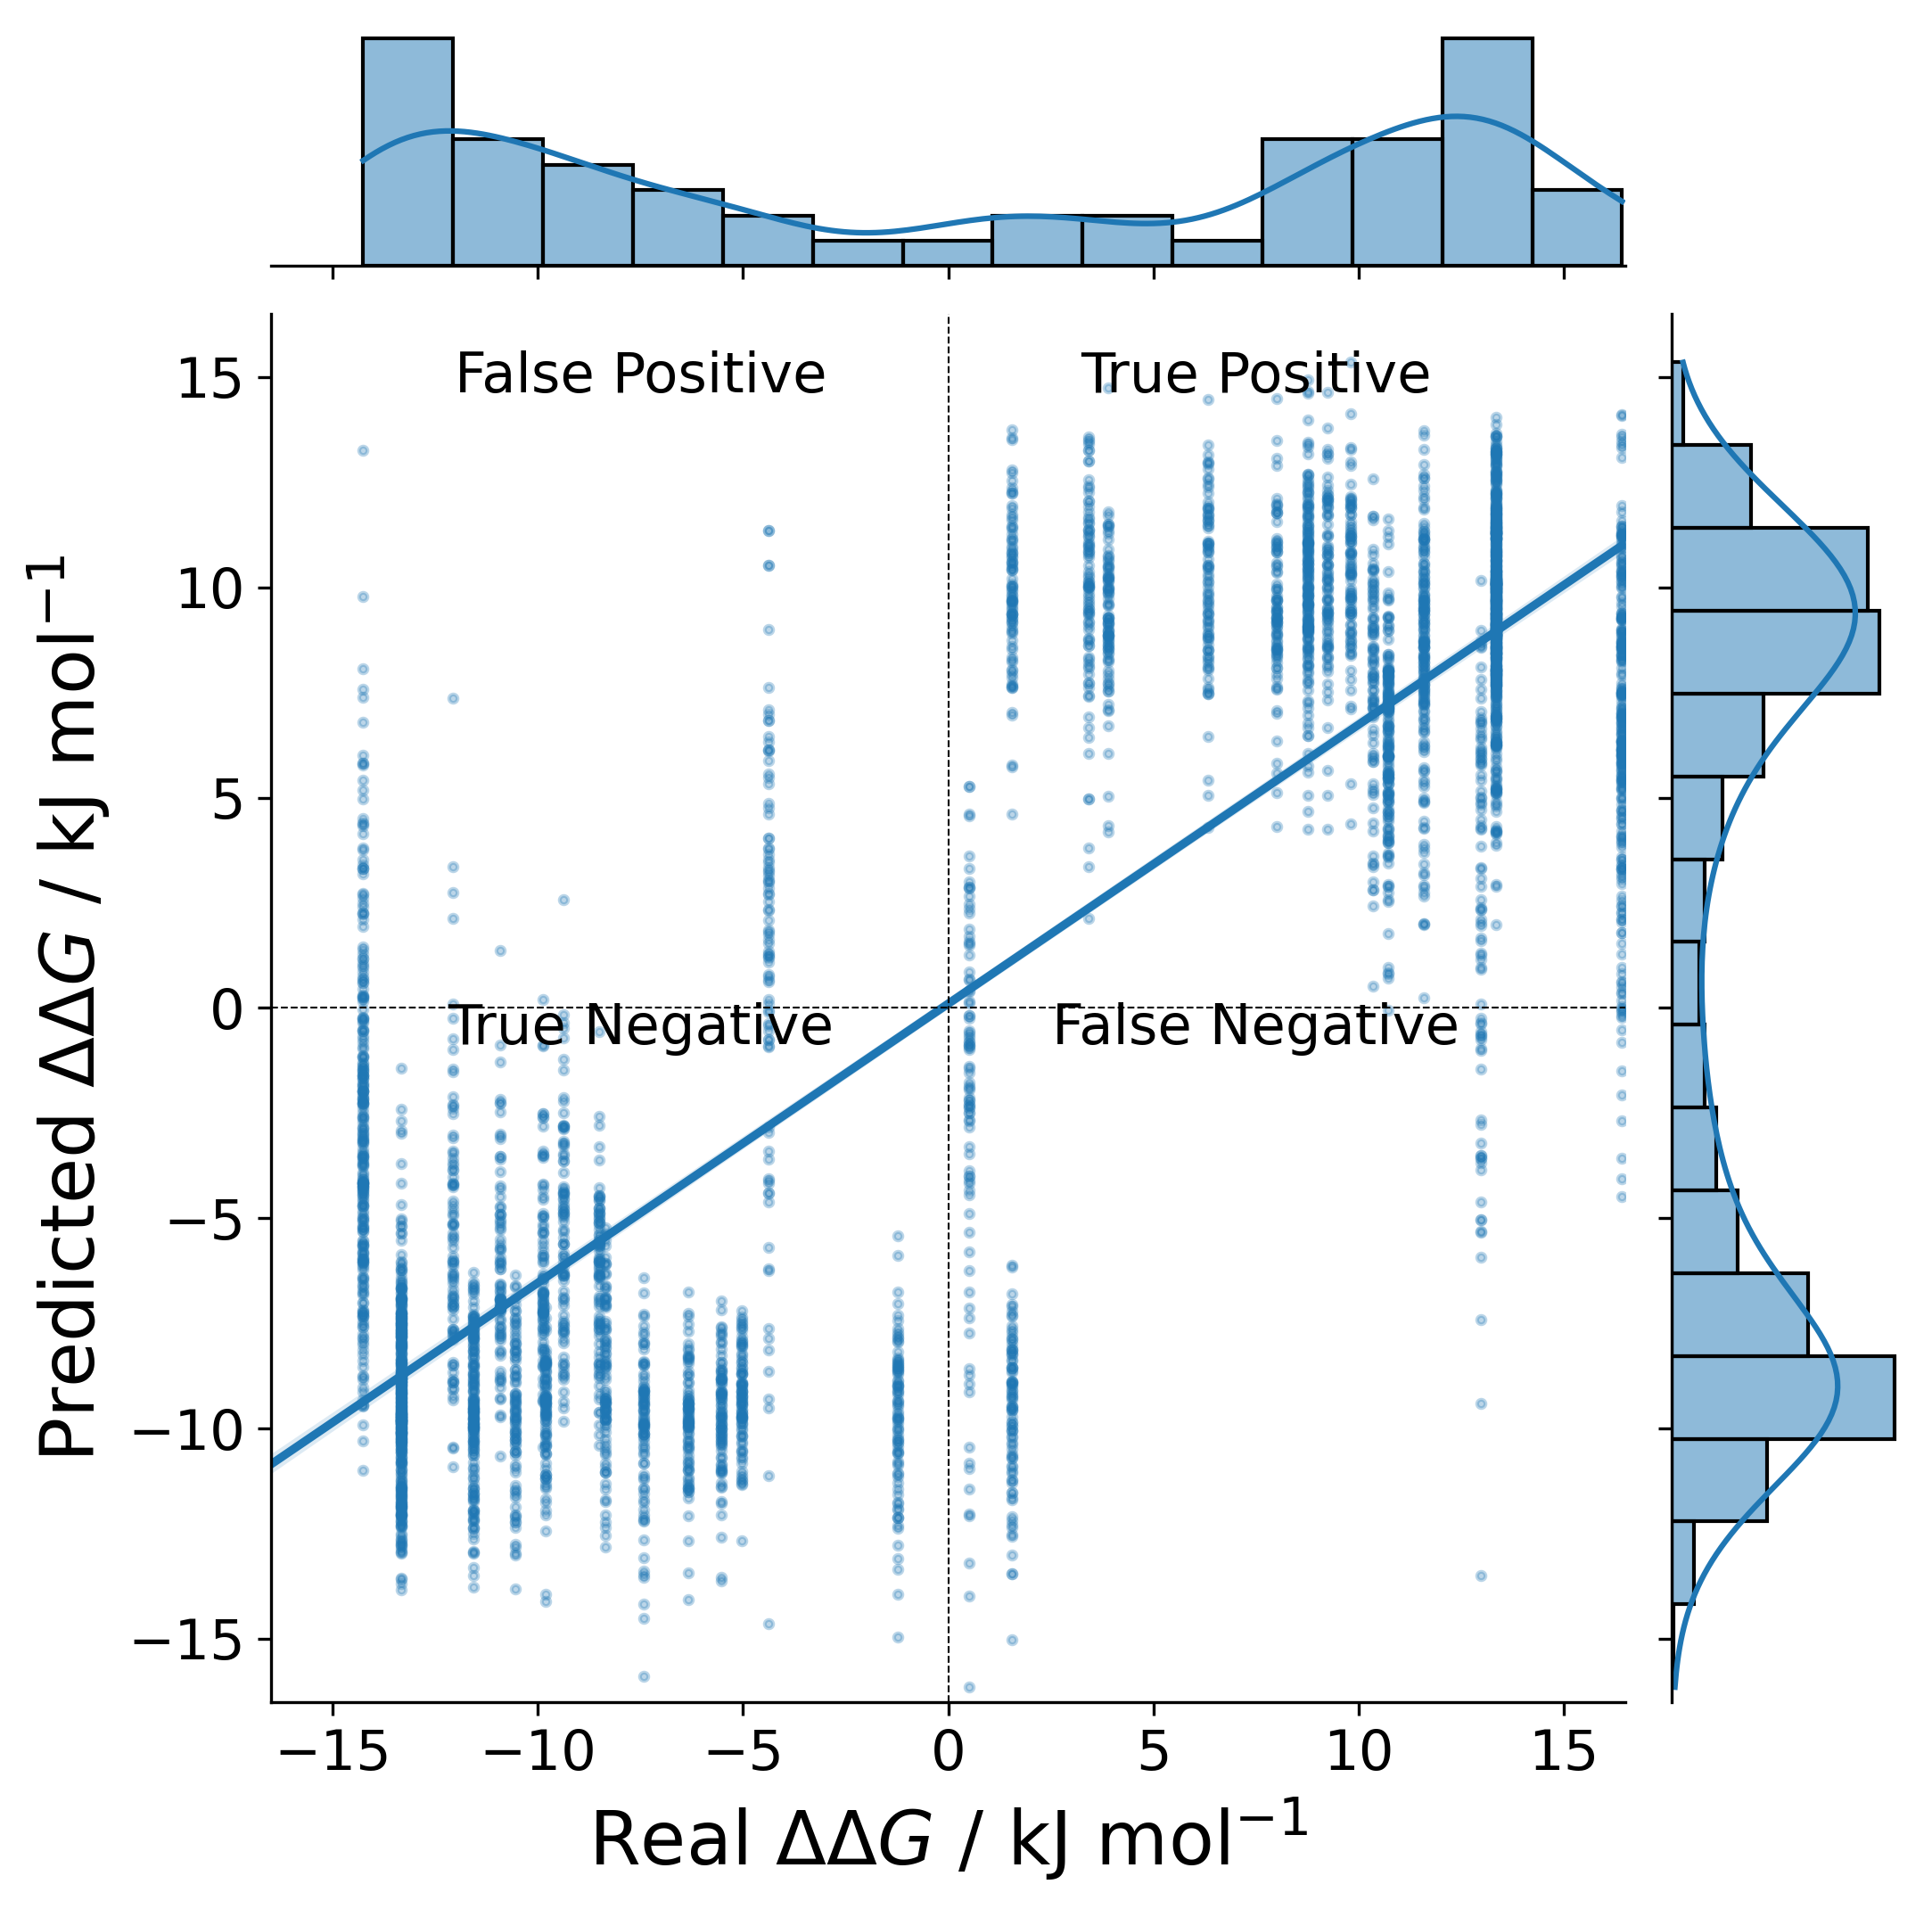 False Positive
True Positive
True Negative
False Negative
15
10
5
0
−5
−10
−15
Predicted ΔΔG / kJ mol⁻¹
−15
−10
−5
0
5
10
15
Real ΔΔG / kJ mol⁻¹